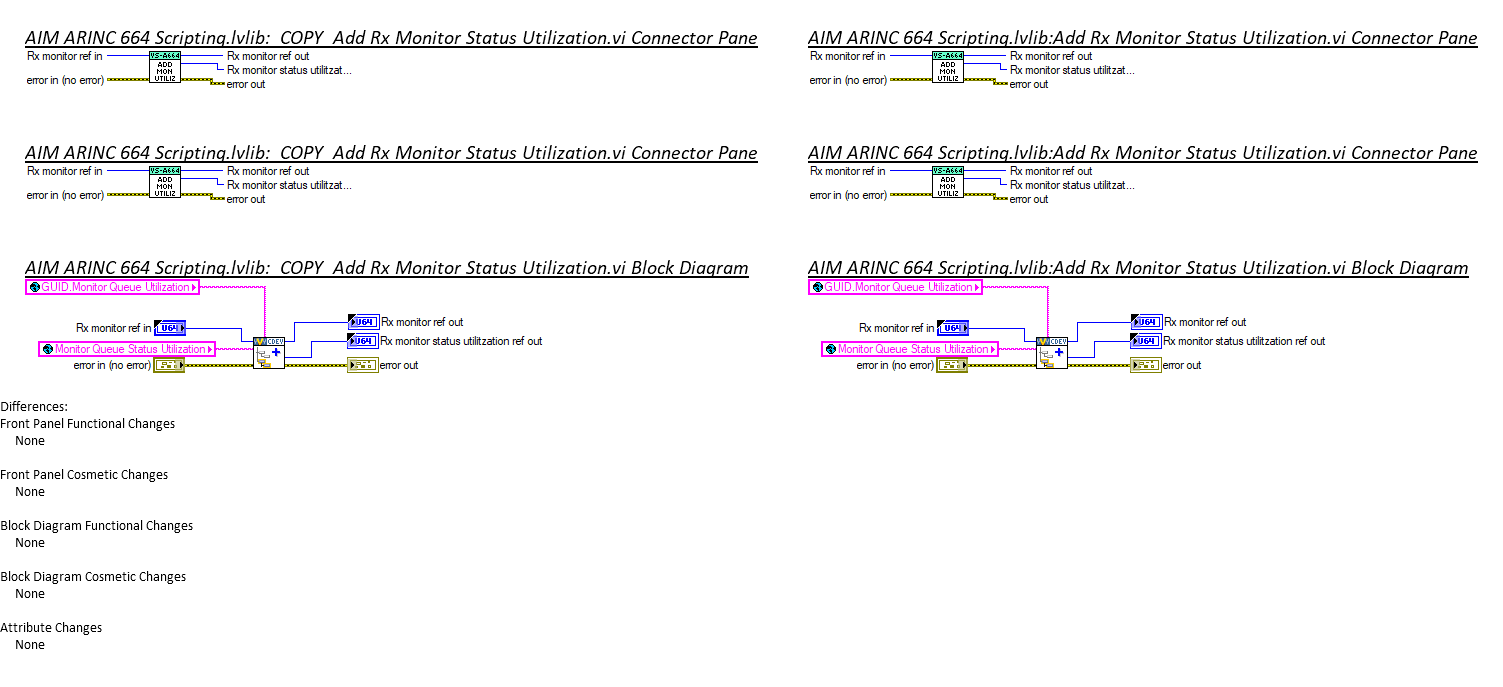 AIM ARINC 664 Scripting.lvlib:  COPY  Add Rx Monitor Status Utilization.vi Connector Pane
Rx monitor ref in
VS-A664
ADD
MON
UTILIZ
Rx monitor ref out
Rx monitor status utilitzat...
error in (no error)
error out
AIM ARINC 664 Scripting.lvlib:Add Rx Monitor Status Utilization.vi Connector Pane
Rx monitor ref in
VS-A664
ADD
MON
UTILIZ
Rx monitor ref out
Rx monitor status utilitzat...
error in (no error)
error out
AIM ARINC 664 Scripting.lvlib:  COPY  Add Rx Monitor Status Utilization.vi Connector Pane
Rx monitor ref in
VS-A664
ADD
MON
UTILIZ
Rx monitor ref out
Rx monitor status utilitzat...
error in (no error)
error out
AIM ARINC 664 Scripting.lvlib:Add Rx Monitor Status Utilization.vi Connector Pane
Rx monitor ref in
VS-A664
ADD
MON
UTILIZ
Rx monitor ref out
Rx monitor status utilitzat...
error in (no error)
error out
AIM ARINC 664 Scripting.lvlib:  COPY  Add Rx Monitor Status Utilization.vi Block Diagram
GUID.Monitor Queue Utilization
Rx monitor ref in
U64
Monitor Queue Status Utilization
error in (no error)
CDEV
U64
Rx monitor ref out
U64
Rx monitor status utilitzation ref out
error out
AIM ARINC 664 Scripting.lvlib:Add Rx Monitor Status Utilization.vi Block Diagram
GUID.Monitor Queue Utilization
Rx monitor ref in
U64
Monitor Queue Status Utilization
error in (no error)
CDEV
U64
Rx monitor ref out
U64
Rx monitor status utilitzation ref out
error out
Differences:
Front Panel Functional Changes
None
Front Panel Cosmetic Changes
None
Block Diagram Functional Changes
None
Block Diagram Cosmetic Changes
None
Attribute Changes
None